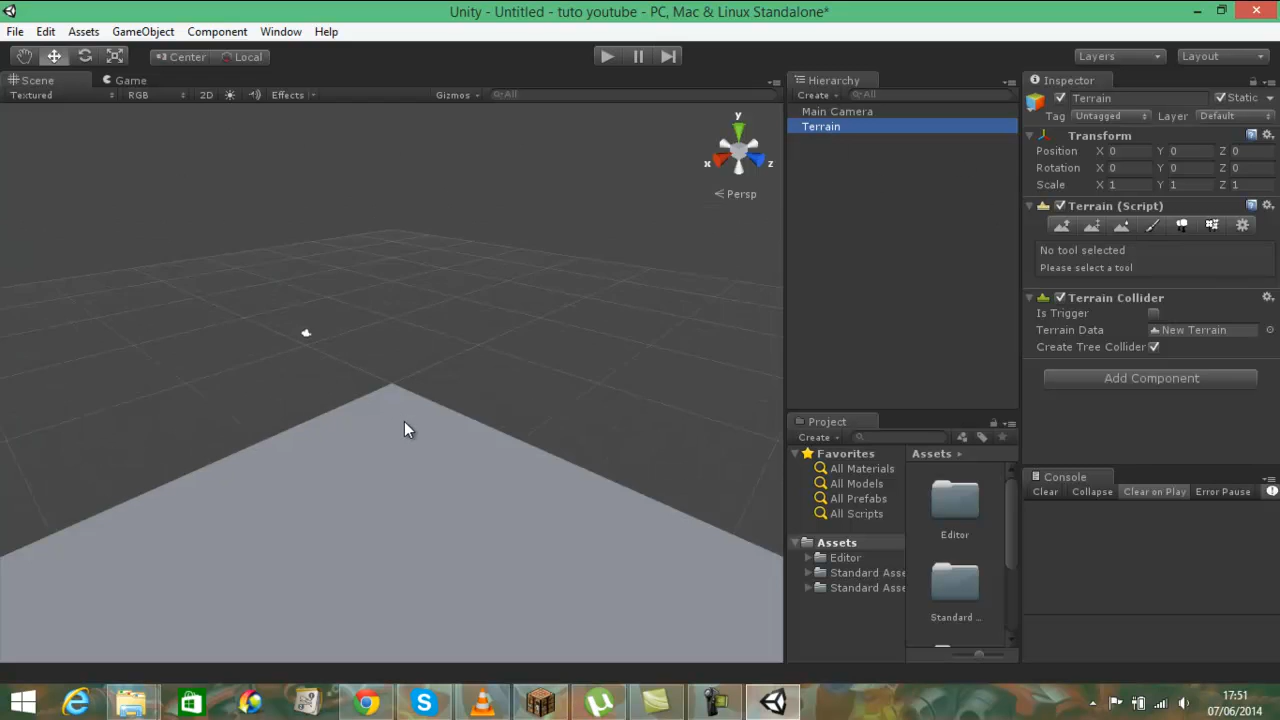 Unity - Untitled - tuto youtube - PC, Mac & Linux Standalone*
File Edit Assets GameObject Component Window Help
Center Local
Layers Layout
Scene Game
Textured RGB 2D Effects Gizmos All
y
x z
Persp
Hierarchy
Create All
Main Camera
Terrain
Project
Create
Favorites
All Materials
All Models
All Prefabs
All Scripts
Assets
Editor
Standard Asse
Standard Asse
Assets
Editor
Standard ...
Inspector
Terrain Static
Tag Untagged Layer Default
Transform
Position X 0 Y 0 Z 0
Rotation X 0 Y 0 Z 0
Scale X 1 Y 1 Z 1
Terrain (Script)
No tool selected
Please select a tool
Terrain Collider
Is Trigger
Terrain Data New Terrain
Create Tree Collider
Add Component
Console
Clear Collapse Clear on Play Error Pause
17:51
07/06/2014